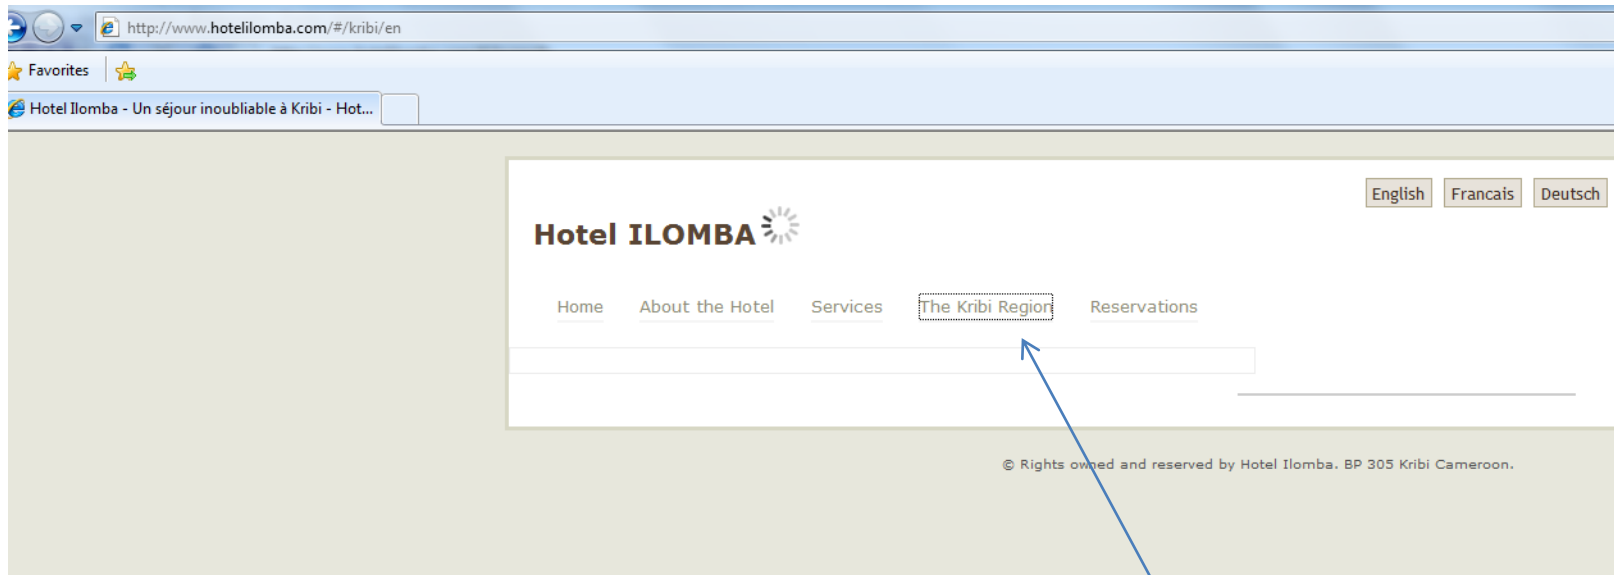 http://www.hotelilomba.com/#/kribi/en
Favorites
Hotel Ilomba - Un séjour inoubliable à Kribi - Hot...
English Francais Deutsch
Hotel ILOMBA
Home About the Hotel Services The Kribi Region Reservations
© Rights owned and reserved by Hotel Ilomba. BP 305 Kribi Cameroon.